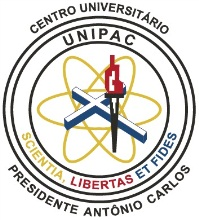 CENTRO UNIVERSITÁRIO
UNIPAC
SCIENTIA, LIBERTAS ET FIDES
PRESIDENTE ANTÔNIO CARLOS